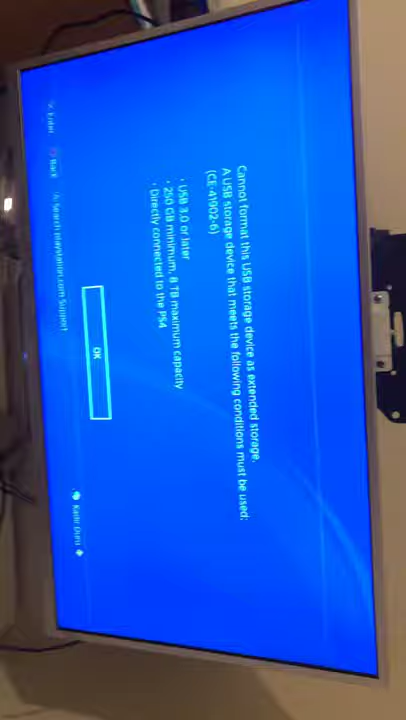 Cannot format this USB storage device as extended storage.
A USB storage device that meets the following conditions must be used:
(CE-41902-6)
· USB 3.0 or later
· 250 GB minimum, 8 TB maximum capacity
· Directly connected to the PS4
OK
Enter Back Search playstation.com Support